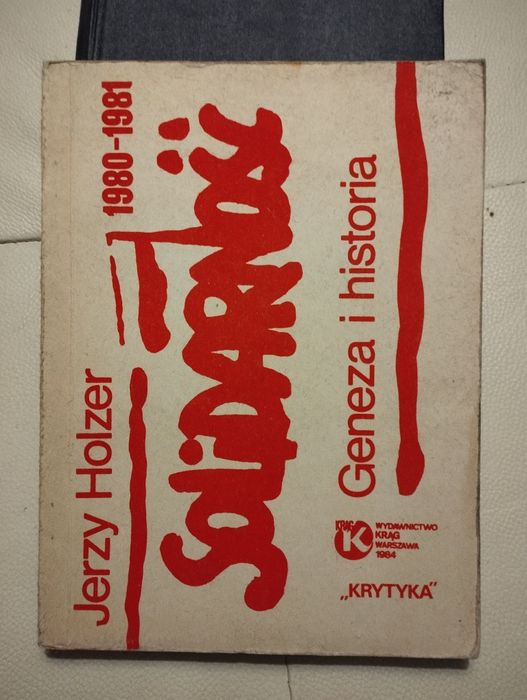 Jerzy Holzer
1980-1981
SOLIDARNOŚĆ
Geneza i historia
KRĄG
K
WYDAWNICTWO
KRĄG
WARSZAWA
1984
„KRYTYKA"